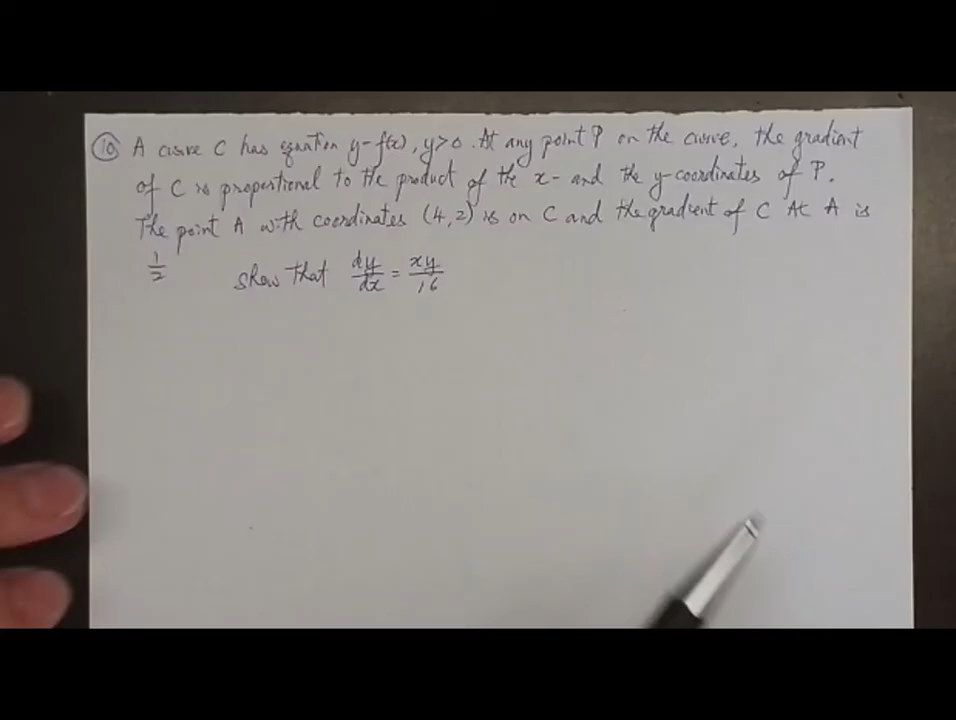 ⑩ A curve C has equation y=f(x), y>0. At any point P on the curve, the gradient
of C is proportional to the product of the x- and the y-coordinates of P.
The point A with coordinates (4,2) is on C and the gradient of C At A is
1/2 show that dy/dx = xy/16